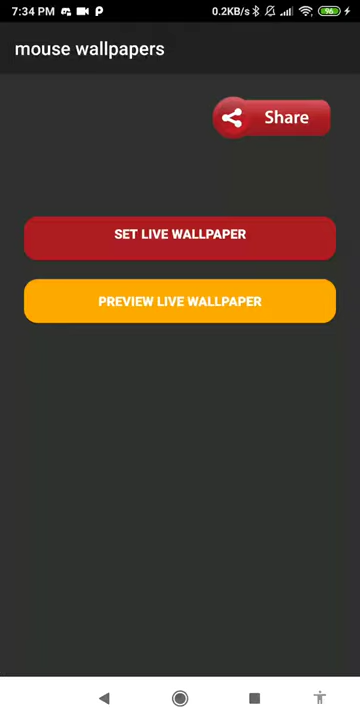 7:34 PM 0.2KB/s 96
mouse wallpapers
Share
SET LIVE WALLPAPER
PREVIEW LIVE WALLPAPER